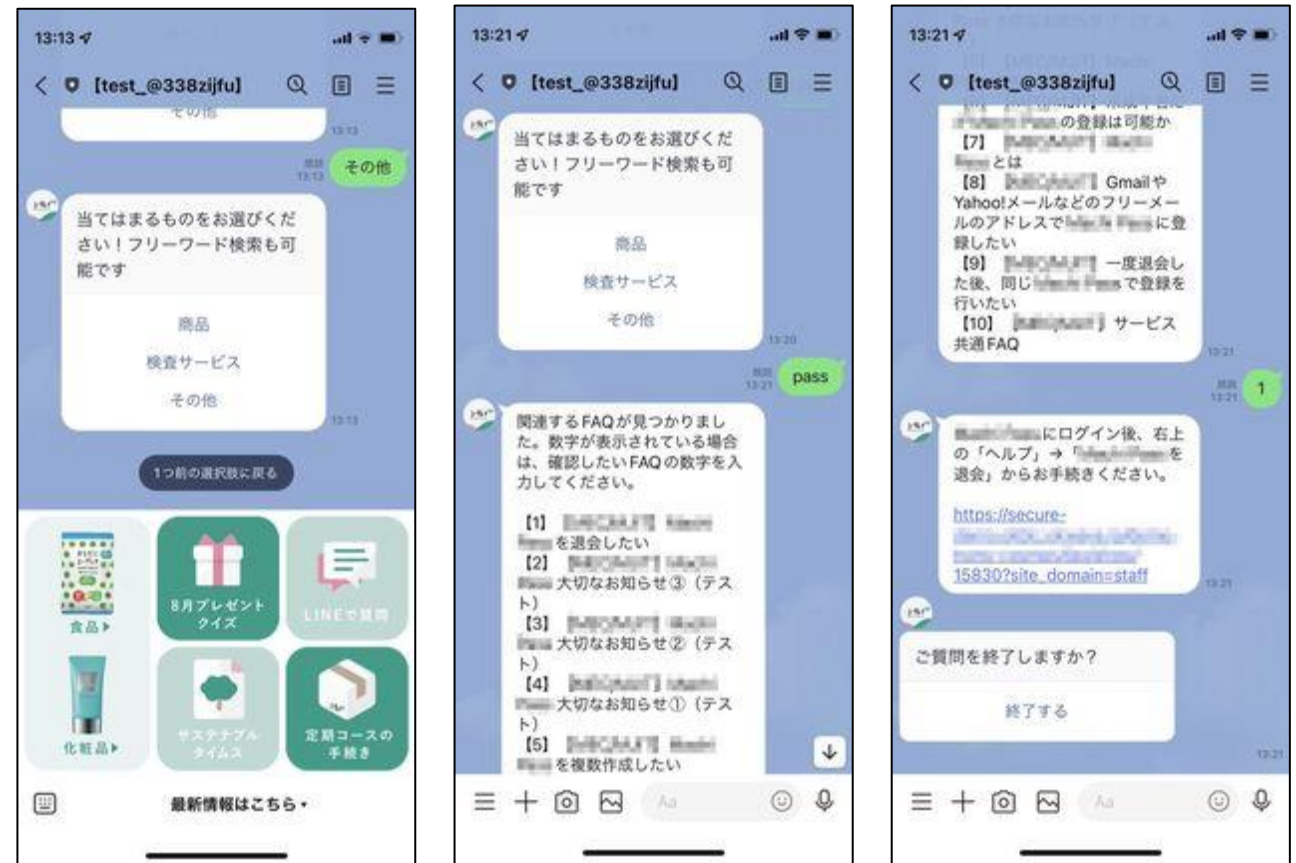 13:13
【test_@338zijfu】
その他
13:13
既読
13:13
その他
当てはまるものをお選びくだ
さい！フリーワード検索も可
能です
商品
検査サービス
その他
13:13
1つ前の選択肢に戻る
食品▶
化粧品▶
8月プレゼント
クイズ
LINEで質問
サステナブル
タイムス
定期コースの
手続き
最新情報はこちら▾
13:21
【test_@338zijfu】
当てはまるものをお選びくだ
さい！フリーワード検索も可
能です
商品
検査サービス
その他
13:20
既読
13:21
pass
関連するFAQが見つかりまし
た。数字が表示されている場合
は、確認したいFAQの数字を入
力してください。
【1】
を退会したい
【2】
大切なお知らせ③（テス
ト）
【3】
大切なお知らせ②（テス
ト）
【4】
大切なお知らせ①（テス
ト）
【5】
を複数作成したい
Aa
13:21
【test_@338zijfu】
の登録は可能か
【7】
とは
【8】 Gmailや
Yahoo!メールなどのフリーメー
ルのアドレスで に登
録したい
【9】 一度退会し
た後、同じ で登録を
行いたい
【10】 サービス
共通FAQ
13:21
既読
13:21
1
にログイン後、右上
の「ヘルプ」→「 を
退会」からお手続きください。
https://secure-
15830?site_domain=staff
13:21
ご質問を終了しますか？
終了する
13:21
Aa